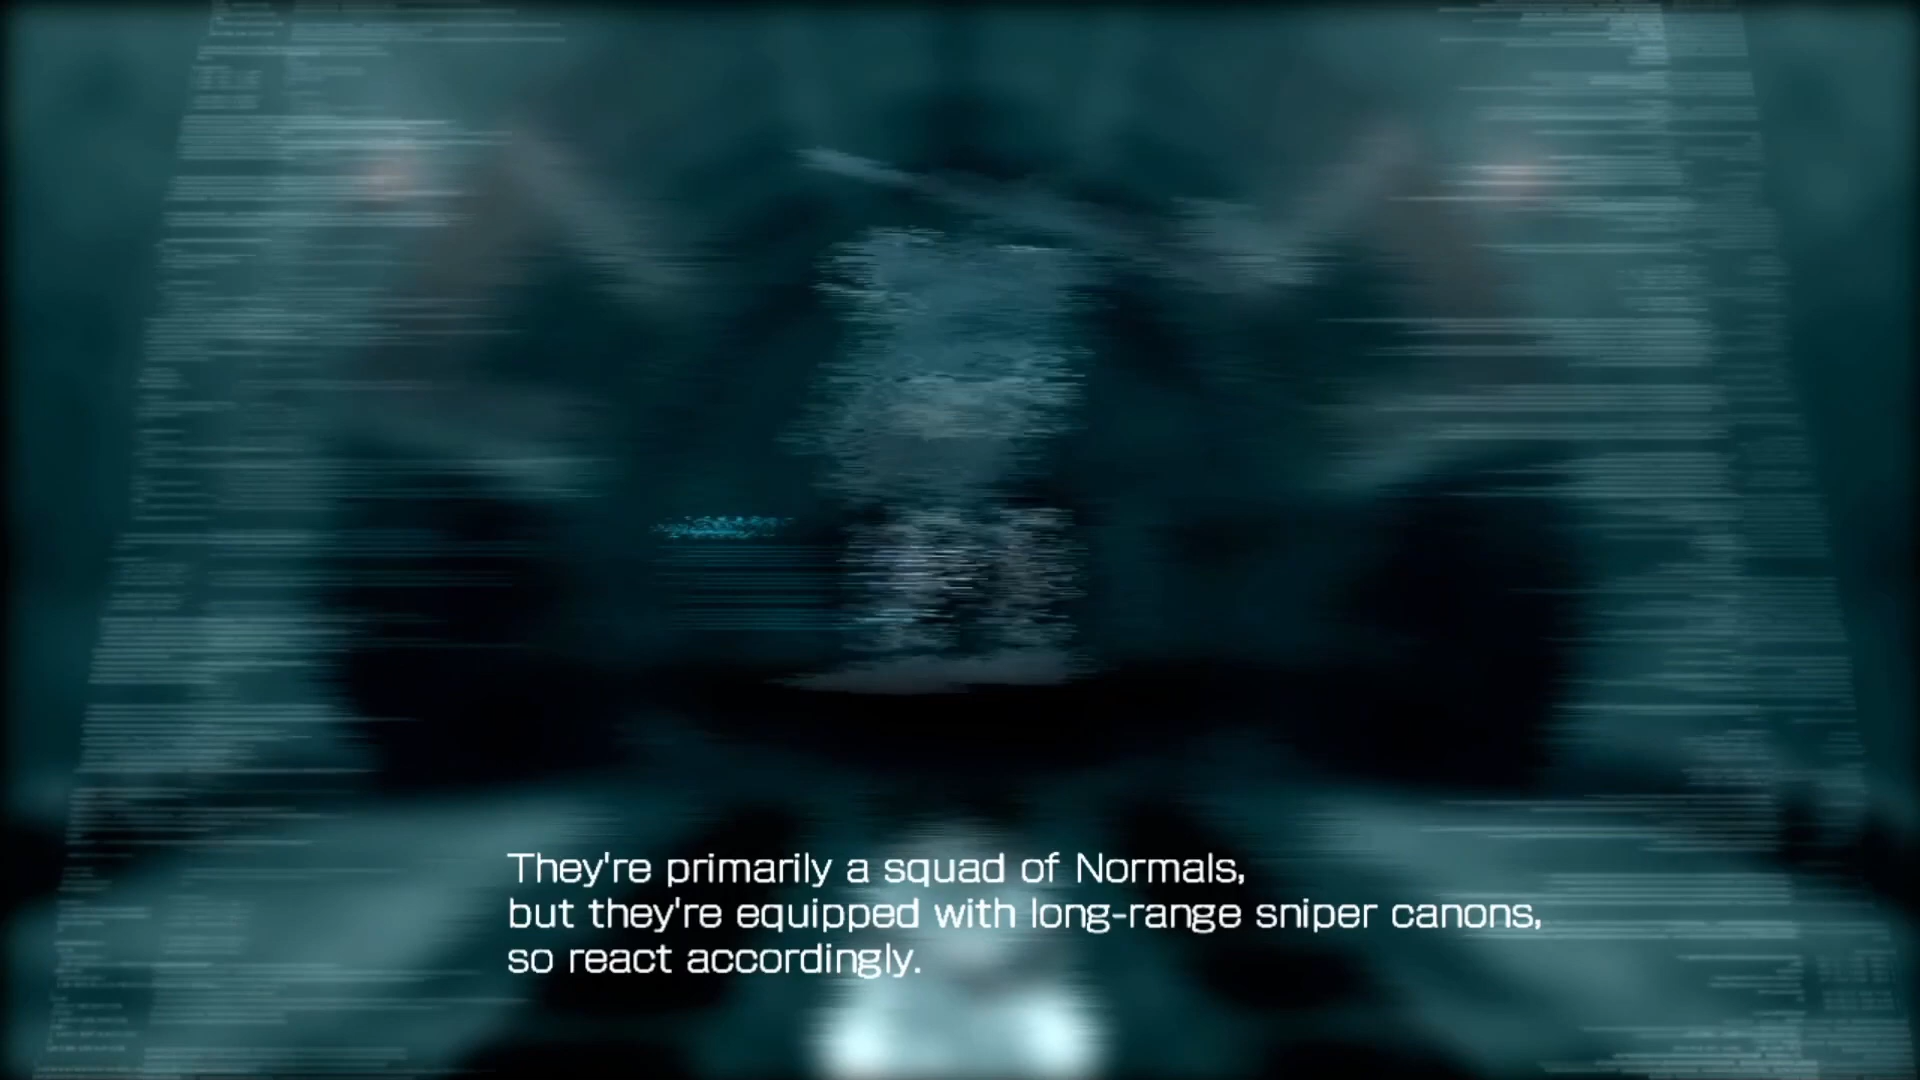 They're primarily a squad of Normals,
but they're equipped with long-range sniper canons,
so react accordingly.